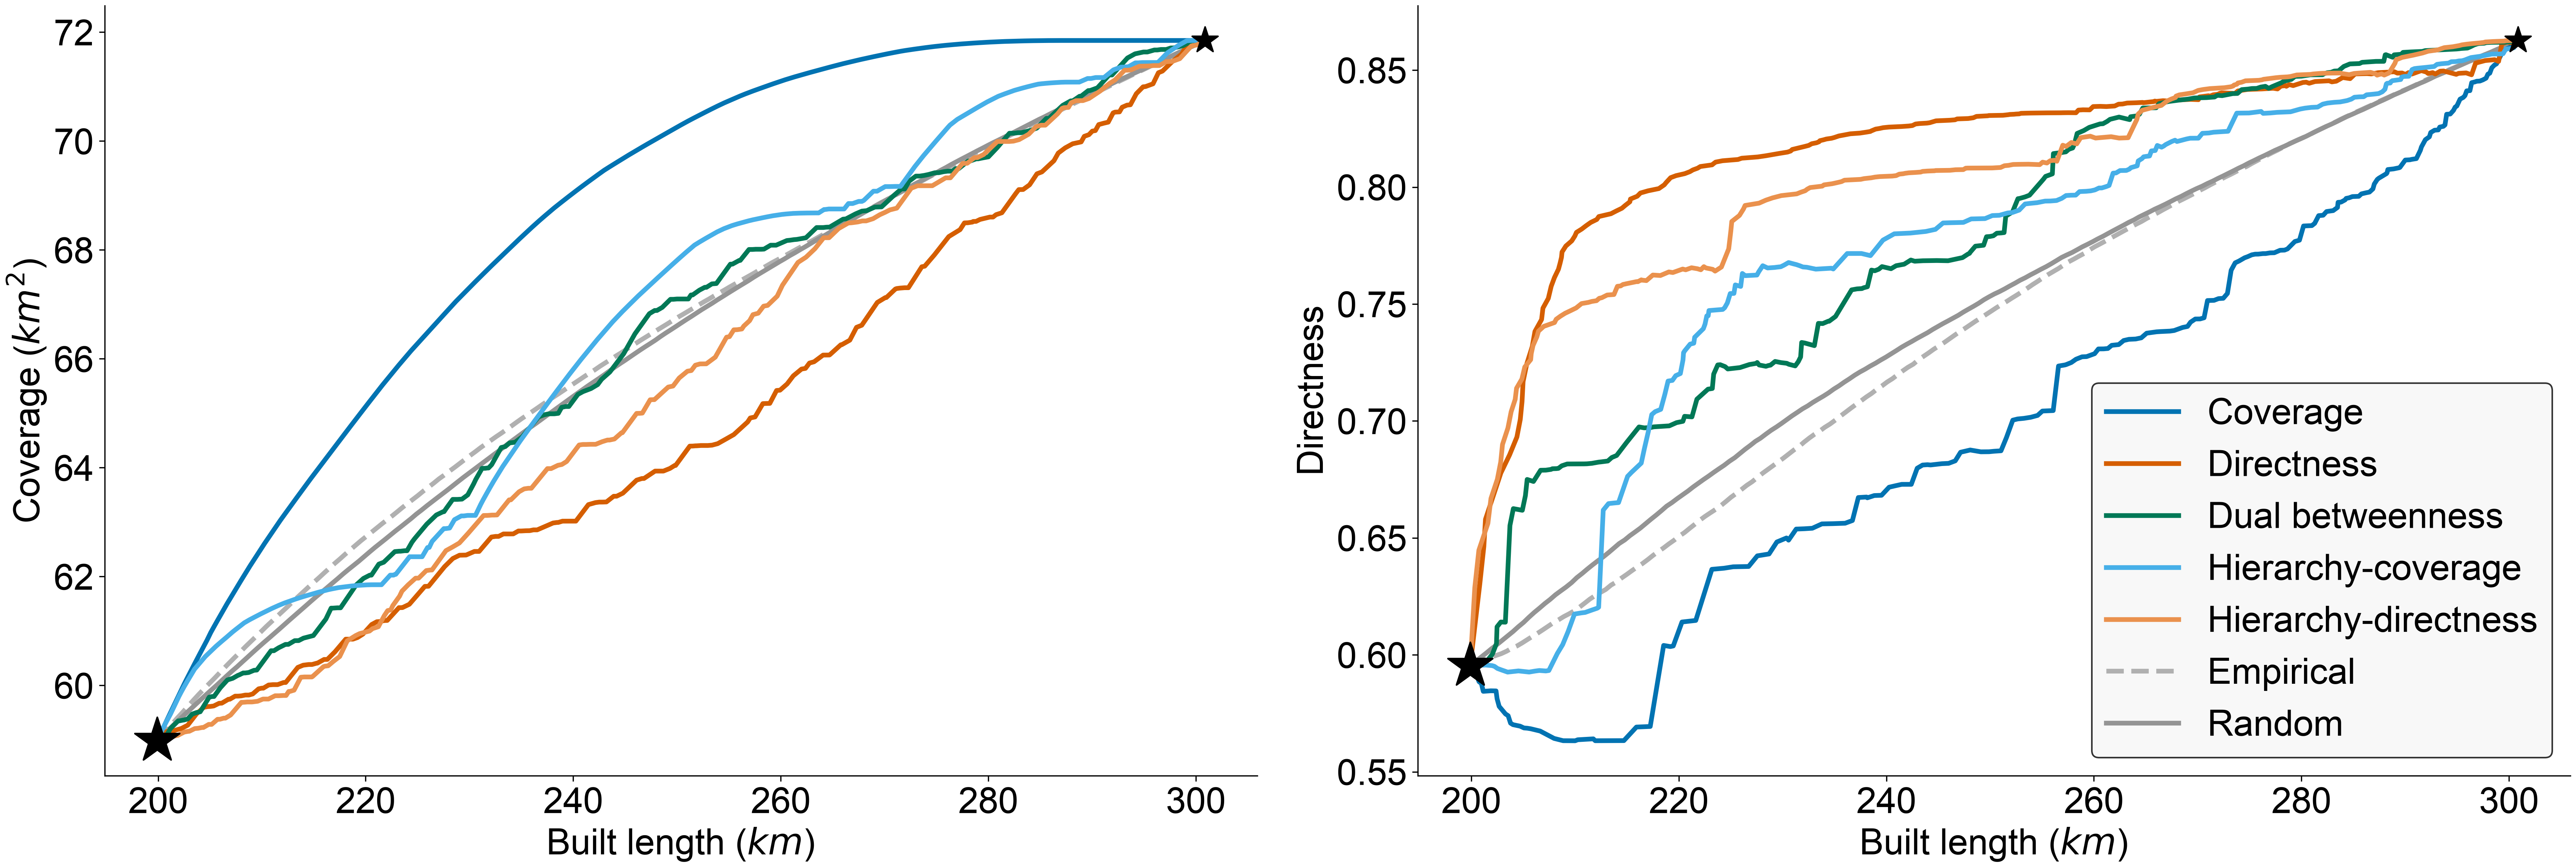 72
70
68
66
64
62
60
Coverage (km²)
200 220 240 260 280 300
Built length (km)
0.85
0.80
0.75
0.70
0.65
0.60
0.55
Directness
200 220 240 260 280 300
Built length (km)
Coverage
Directness
Dual betweenness
Hierarchy-coverage
Hierarchy-directness
Empirical
Random